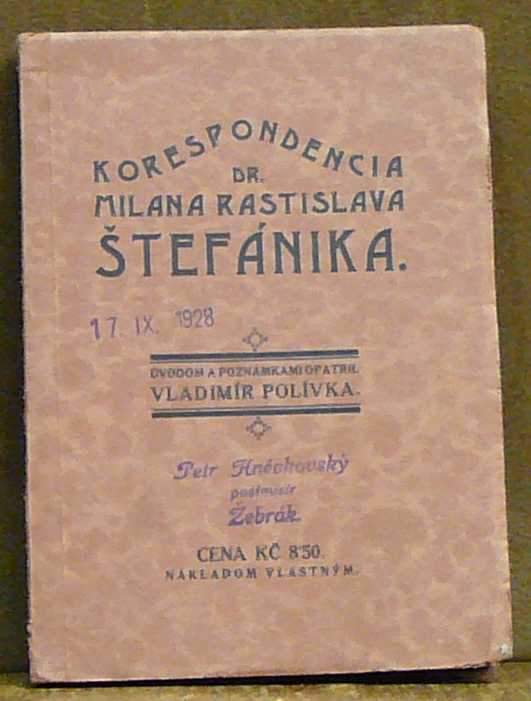 KORESPONDENCIA
DR.
MILANA RASTISLAVA
ŠTEFÁNIKA.
17. IX. 1928
ÚVODOM A POZNÁMKAMI OPATRIL
VLADIMÍR POLÍVKA.
Petr Hněvkovský
poštmistr
Žebrák
CENA KČ 8'50.
NÁKLADOM VLASTNÝM.